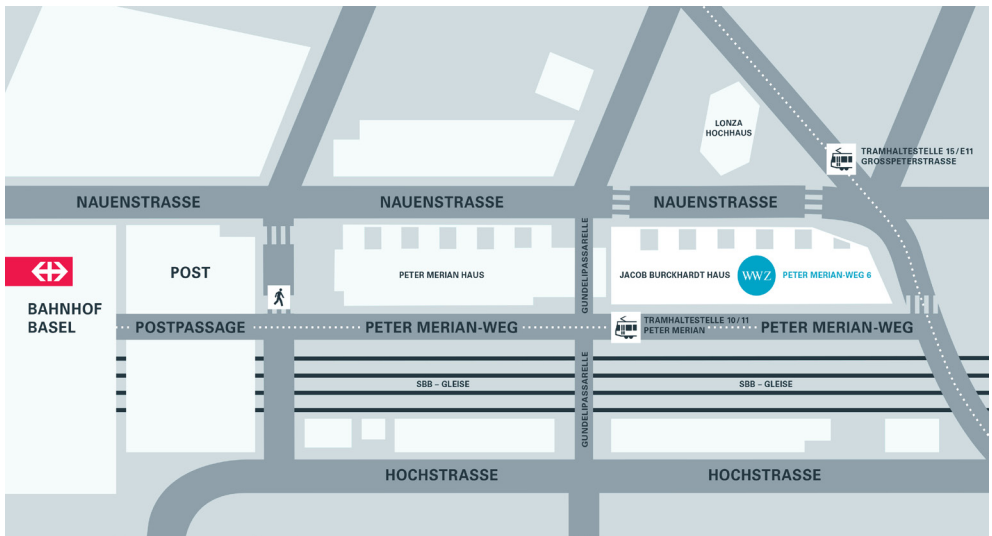 LONZA
HOCHHAUS
TRAMHALTESTELLE 15/E11
GROSSPETERSTRASSE
NAUENSTRASSE
NAUENSTRASSE
NAUENSTRASSE
GUNDELIPASSARELLE
POST
PETER MERIAN HAUS
JACOB BURCKHARDT HAUS
WWZ
PETER MERIAN-WEG 6
BAHNHOF
BASEL
POSTPASSAGE
PETER MERIAN-WEG
TRAMHALTESTELLE 10/11
PETER MERIAN
PETER MERIAN-WEG
GUNDELIPASSARELLE
SBB – GLEISE
SBB – GLEISE
HOCHSTRASSE
HOCHSTRASSE